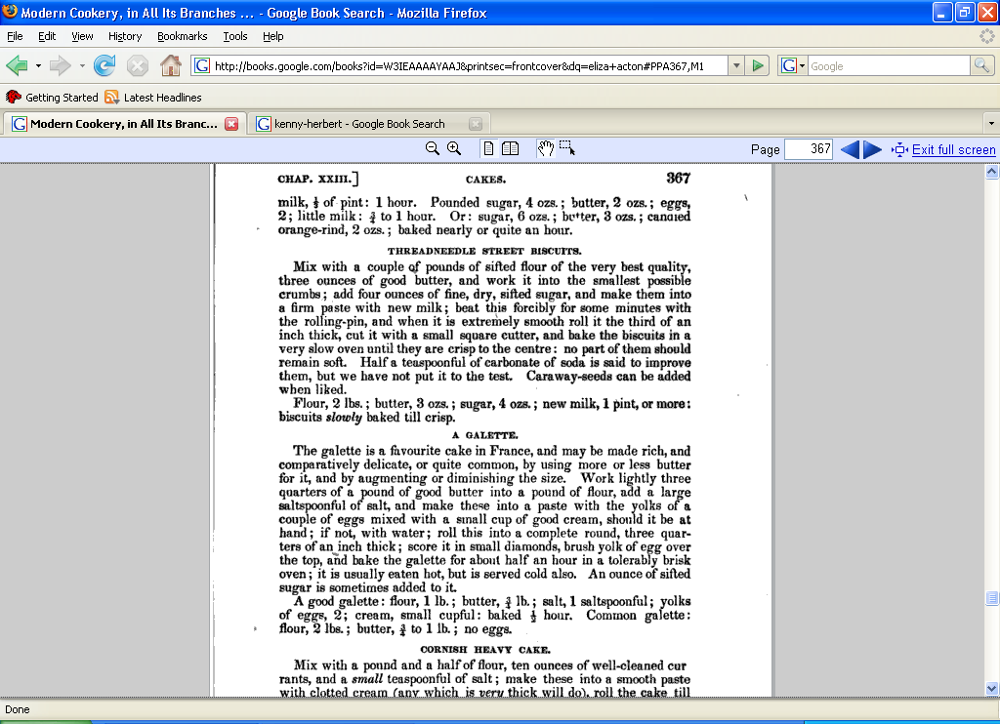 Modern Cookery, in All Its Branches ... - Google Book Search - Mozilla Firefox
File Edit View History Bookmarks Tools Help
http://books.google.com/books?id=W3IEAAAAYAAJ&printsec=frontcover&dq=eliza+acton#PPA367,M1
Google
Getting Started Latest Headlines
Modern Cookery, in All Its Branc... kenny-herbert - Google Book Search
Page 367 Exit full screen
CHAP. XXIII.] CAKES. 367
milk, ½ of pint: 1 hour. Pounded sugar, 4 ozs.; butter, 2 ozs.; eggs,
2; little milk: ¾ to 1 hour. Or: sugar, 6 ozs.; butter, 3 ozs.; candied
orange-rind, 2 ozs.; baked nearly or quite an hour.
THREADNEEDLE STREET BISCUITS.
Mix with a couple of pounds of sifted flour of the very best quality,
three ounces of good butter, and work it into the smallest possible
crumbs; add four ounces of fine, dry, sifted sugar, and make them into
a firm paste with new milk; beat this forcibly for some minutes with
the rolling-pin, and when it is extremely smooth roll it the third of an
inch thick, cut it with a small square cutter, and bake the biscuits in a
very slow oven until they are crisp to the centre: no part of them should
remain soft. Half a teaspoonful of carbonate of soda is said to improve
them, but we have not put it to the test. Caraway-seeds can be added
when liked.
Flour, 2 lbs.; butter, 3 ozs.; sugar, 4 ozs.; new milk, 1 pint, or more:
biscuits slowly baked till crisp.
A GALETTE.
The galette is a favourite cake in France, and may be made rich, and
comparatively delicate, or quite common, by using more or less butter
for it, and by augmenting or diminishing the size. Work lightly three
quarters of a pound of good butter into a pound of flour, add a large
saltspoonful of salt, and make these into a paste with the yolks of a
couple of eggs mixed with a small cup of good cream, should it be at
hand; if not, with water; roll this into a complete round, three quar-
ters of an inch thick; score it in small diamonds, brush yolk of egg over
the top, and bake the galette for about half an hour in a tolerably brisk
oven; it is usually eaten hot, but is served cold also. An ounce of sifted
sugar is sometimes added to it.
A good galette: flour, 1 lb.; butter, ¾ lb.; salt, 1 saltspoonful; yolks
of eggs, 2; cream, small cupful: baked ½ hour. Common galette:
flour, 2 lbs.; butter, ¾ to 1 lb.; no eggs.
CORNISH HEAVY CAKE.
Mix with a pound and a half of flour, ten ounces of well-cleaned cur
rants, and a small teaspoonful of salt; make these into a smooth paste
with clotted cream (any which is very thick will do), roll the cake till
Done